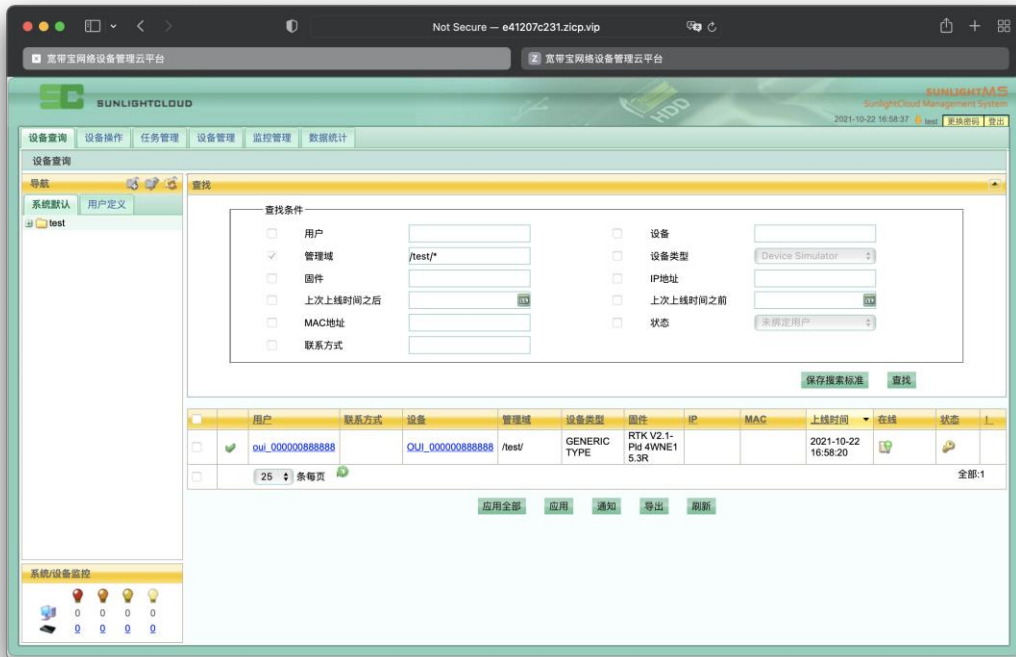 Not Secure — e41207c231.zicp.vip
宽带宝网络设备管理云平台
Z 宽带宝网络设备管理云平台
SC SUNLIGHTCLOUD
HDD
SUNLIGHTMS
SunlightCloud Management System
2021-10-22 16:58:37 test 更换密码 登出
设备查询 设备操作 任务管理 设备管理 监控管理 数据统计
设备查询
导航
查找
系统默认 用户定义
test
查找条件
用户 设备
管理域 /test/* 设备类型 Device Simulator
固件 IP地址
上次上线时间之后 上次上线时间之前
MAC地址 状态 未绑定用户
联系方式
保存搜索标准 查找
用户 联系方式 设备 管理域 设备类型 固件 IP MAC 上线时间 在线 状态
oui_000000888888 OUI_000000888888 /test/ GENERIC TYPE RTK V2.1-Pld 4WNE1 5.3R 2021-10-22 16:58:20
25 条每页 全部:1
应用全部 应用 通知 导出 刷新
系统/设备监控
0 0 0 0
0 0 0 0